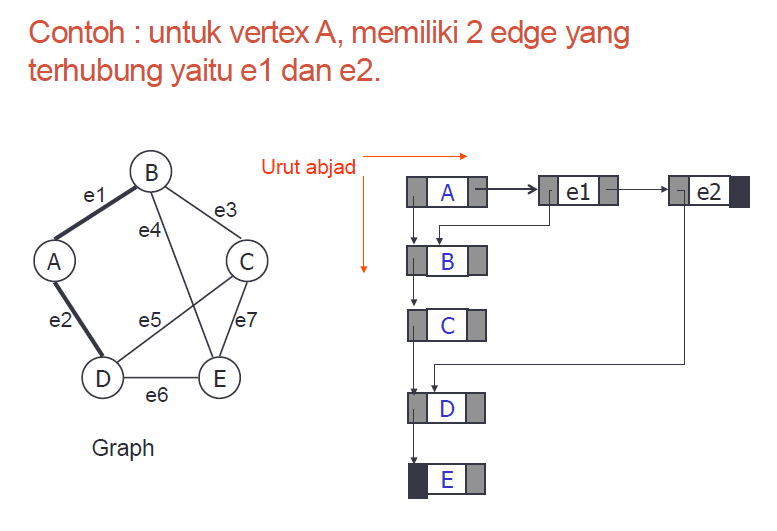 Contoh : untuk vertex A, memiliki 2 edge yang
terhubung yaitu e1 dan e2.
B
e1
e3
e4
A
C
e2
e5
e7
D
E
e6
Graph
Urut abjad
A
e1
e2
B
C
D
E